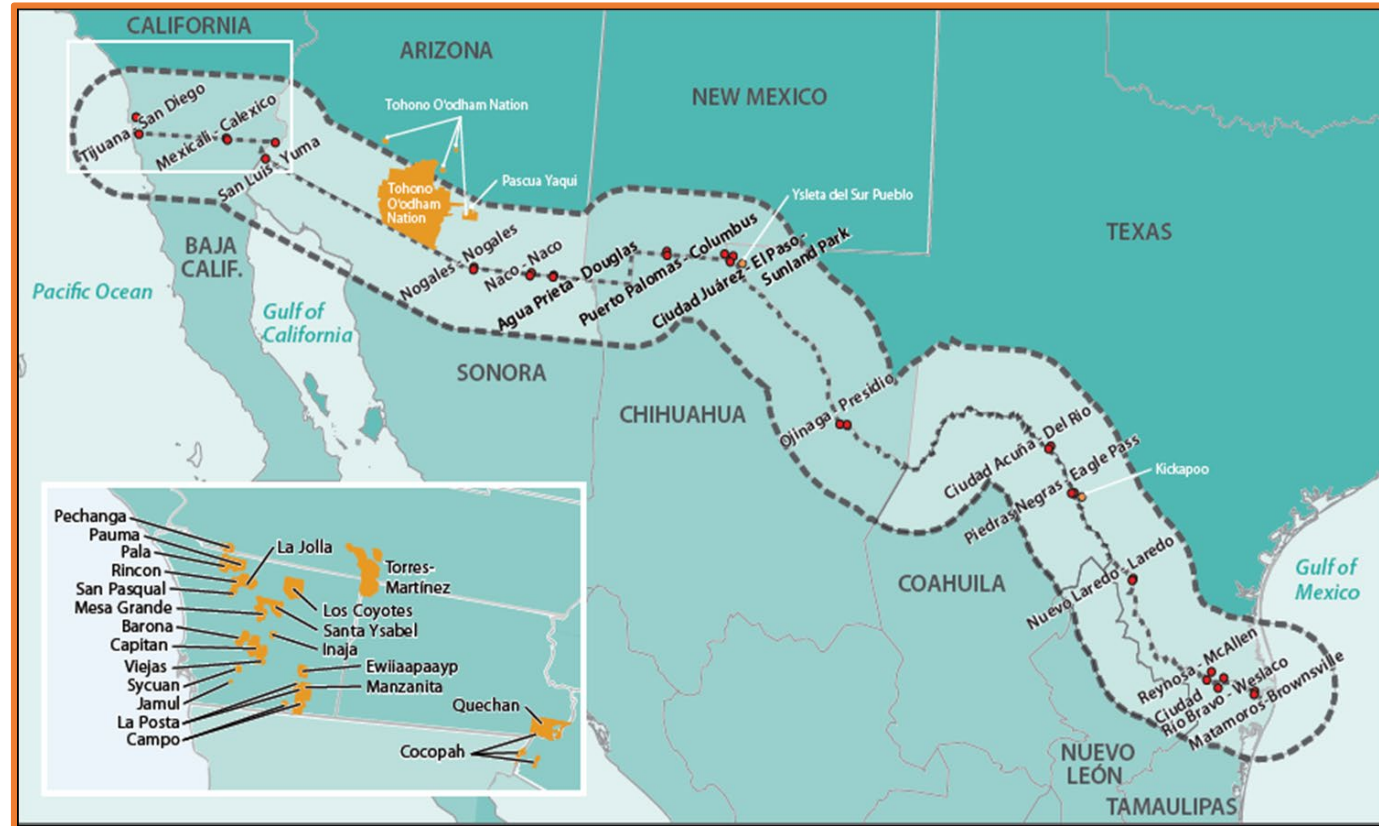 CALIFORNIA
ARIZONA
NEW MEXICO
TEXAS
Tohono O'odham Nation
Tijuana - San Diego
Mexicali - Calexico
San Luis - Yuma
Tohono
O'odham
Nation
Pascua Yaqui
Ysleta del Sur Pueblo
BAJA
CALIF.
Pacific Ocean
Gulf of
California
Nogales - Nogales
Naco - Naco
Agua Prieta - Douglas
Puerto Palomas - Columbus
Ciudad Juárez - El Paso -
Sunland Park
SONORA
CHIHUAHUA
Ojinaga - Presidio
Ciudad Acuña - Del Rio
Piedras Negras - Eagle Pass
Kickapoo
COAHUILA
Nuevo Laredo - Laredo
Gulf of
Mexico
Reynosa - McAllen
Ciudad
Río Bravo - Weslaco
Matamoros-Brownsville
NUEVO
LEÓN
TAMAULIPAS
Pechanga
Pauma
Pala
Rincon
San Pasqual
Mesa Grande
Barona
Capitan
Viejas
Sycuan
Jamul
La Posta
Campo
La Jolla
Torres-
Martínez
Los Coyotes
Santa Ysabel
Inaja
Ewiiaapaayp
Manzanita
Quechan
Cocopah